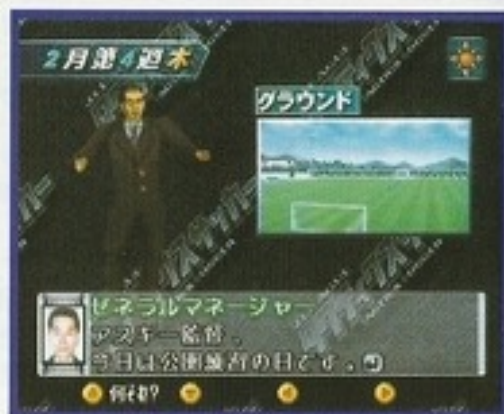 2月第4週木
グラウンド
ゼネラルマネージャー
アスキー監督、
今日は公開練習の日です。
何それ?